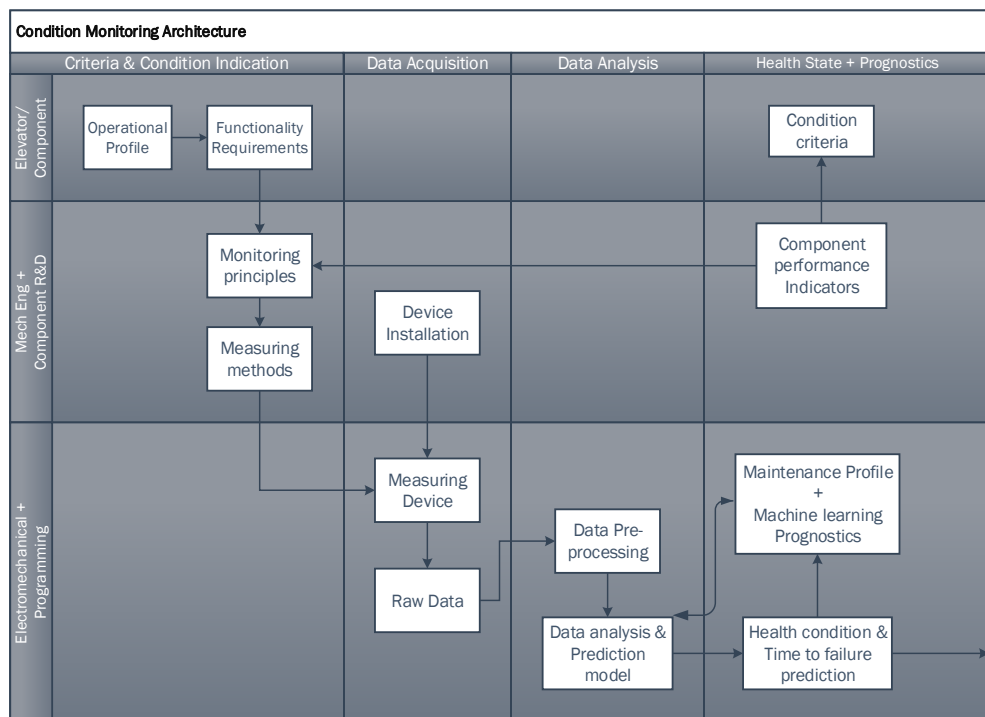 Condition Monitoring Architecture
Criteria & Condition Indication
Data Acquisition
Data Analysis
Health State + Prognostics
Elevator/
Component
Operational
Profile
Functionality
Requirements
Condition
criteria
Mech Eng +
Component R&D
Monitoring
principles
Component
performance
Indicators
Device
Installation
Measuring
methods
Electromechanical +
Programming
Measuring
Device
Maintenance Profile
+
Machine learning
Prognostics
Data Pre-
processing
Raw Data
Data analysis &
Prediction
model
Health condition &
Time to failure
prediction